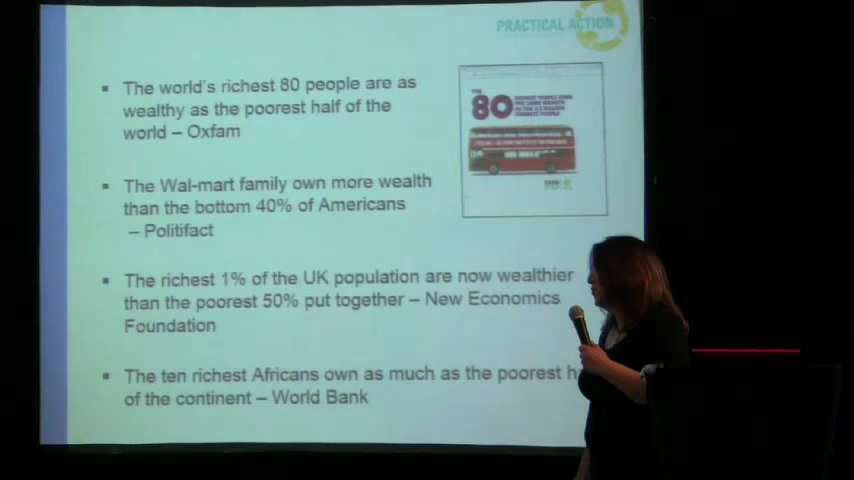 PRACTICAL ACTION
▪ The world's richest 80 people are as
wealthy as the poorest half of the
world – Oxfam
THE
80
▪ The Wal-mart family own more wealth
than the bottom 40% of Americans
– Politifact
▪ The richest 1% of the UK population are now wealthier
than the poorest 50% put together – New Economics
Foundation
▪ The ten richest Africans own as much as the poorest h
of the continent – World Bank